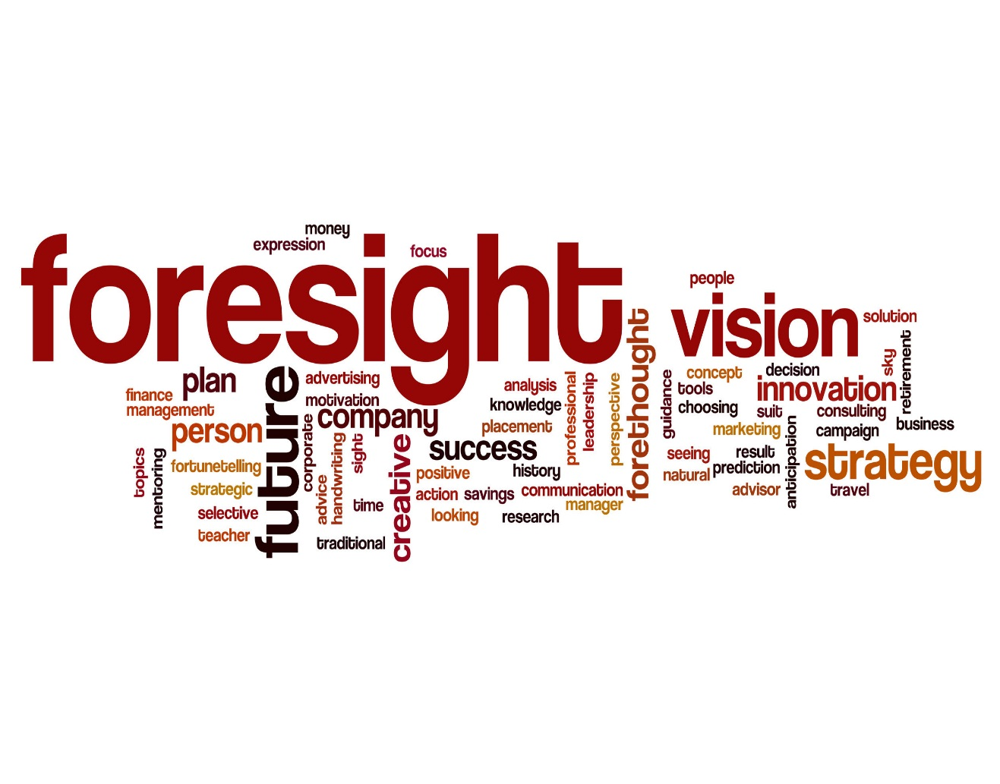 money
expression
focus
foresight
people
vision
solution
forethought
sky
retirement
plan
future
advertising
finance
management
motivation
company
person
corporate
handwriting
sight
creative
topics
mentoring
fortunetelling
strategic
selective
teacher
advice
time
traditional
analysis
knowledge
placement
success
professional
leadership
perspective
positive
history
action
savings
communication
manager
looking
research
guidance
concept
decision
tools
innovation
choosing
suit
consulting
marketing
campaign
business
anticipation
seeing
result
strategy
natural
prediction
advisor
travel